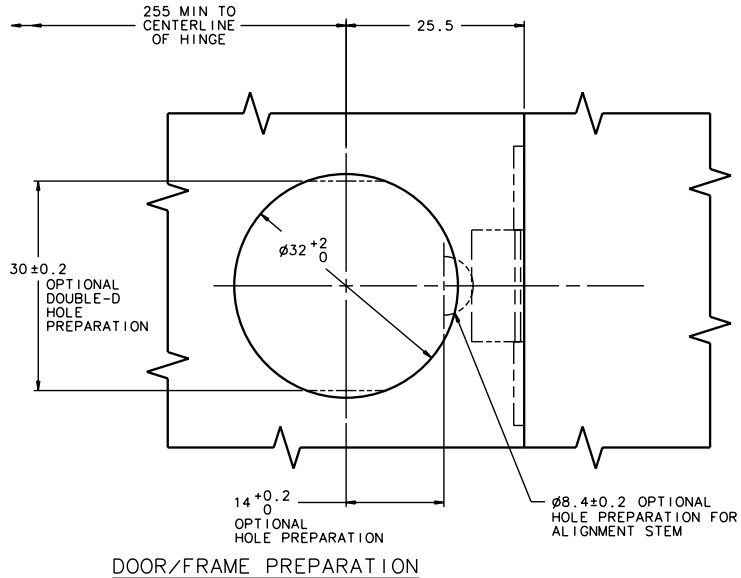 255 MIN TO
CENTERLINE
OF HINGE
25.5
ø32 +2 0
30±0.2
OPTIONAL
DOUBLE-D
HOLE
PREPARATION
14 +0.2 0
OPTIONAL
HOLE PREPARATION
ø8.4±0.2 OPTIONAL
HOLE PREPARATION FOR
ALIGNMENT STEM
DOOR/FRAME PREPARATION